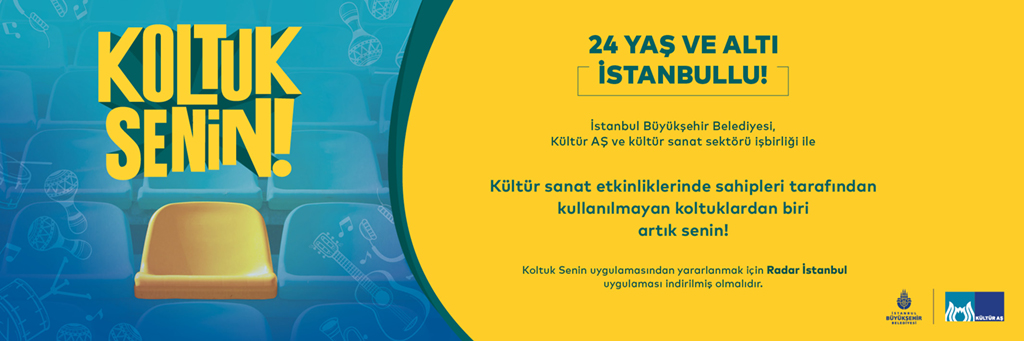 KOLTUK
SENİN!
24 YAŞ VE ALTI
İSTANBULLU!
İstanbul Büyükşehir Belediyesi,
Kültür AŞ ve kültür sanat sektörü işbirliği ile
Kültür sanat etkinliklerinde sahipleri tarafından
kullanılmayan koltuklardan biri
artık senin!
Koltuk Senin uygulamasından yararlanmak için Radar İstanbul
uygulaması indirilmiş olmalıdır.
İSTANBUL
BÜYÜKŞEHİR
BELEDİYESİ
KÜLTÜR AŞ